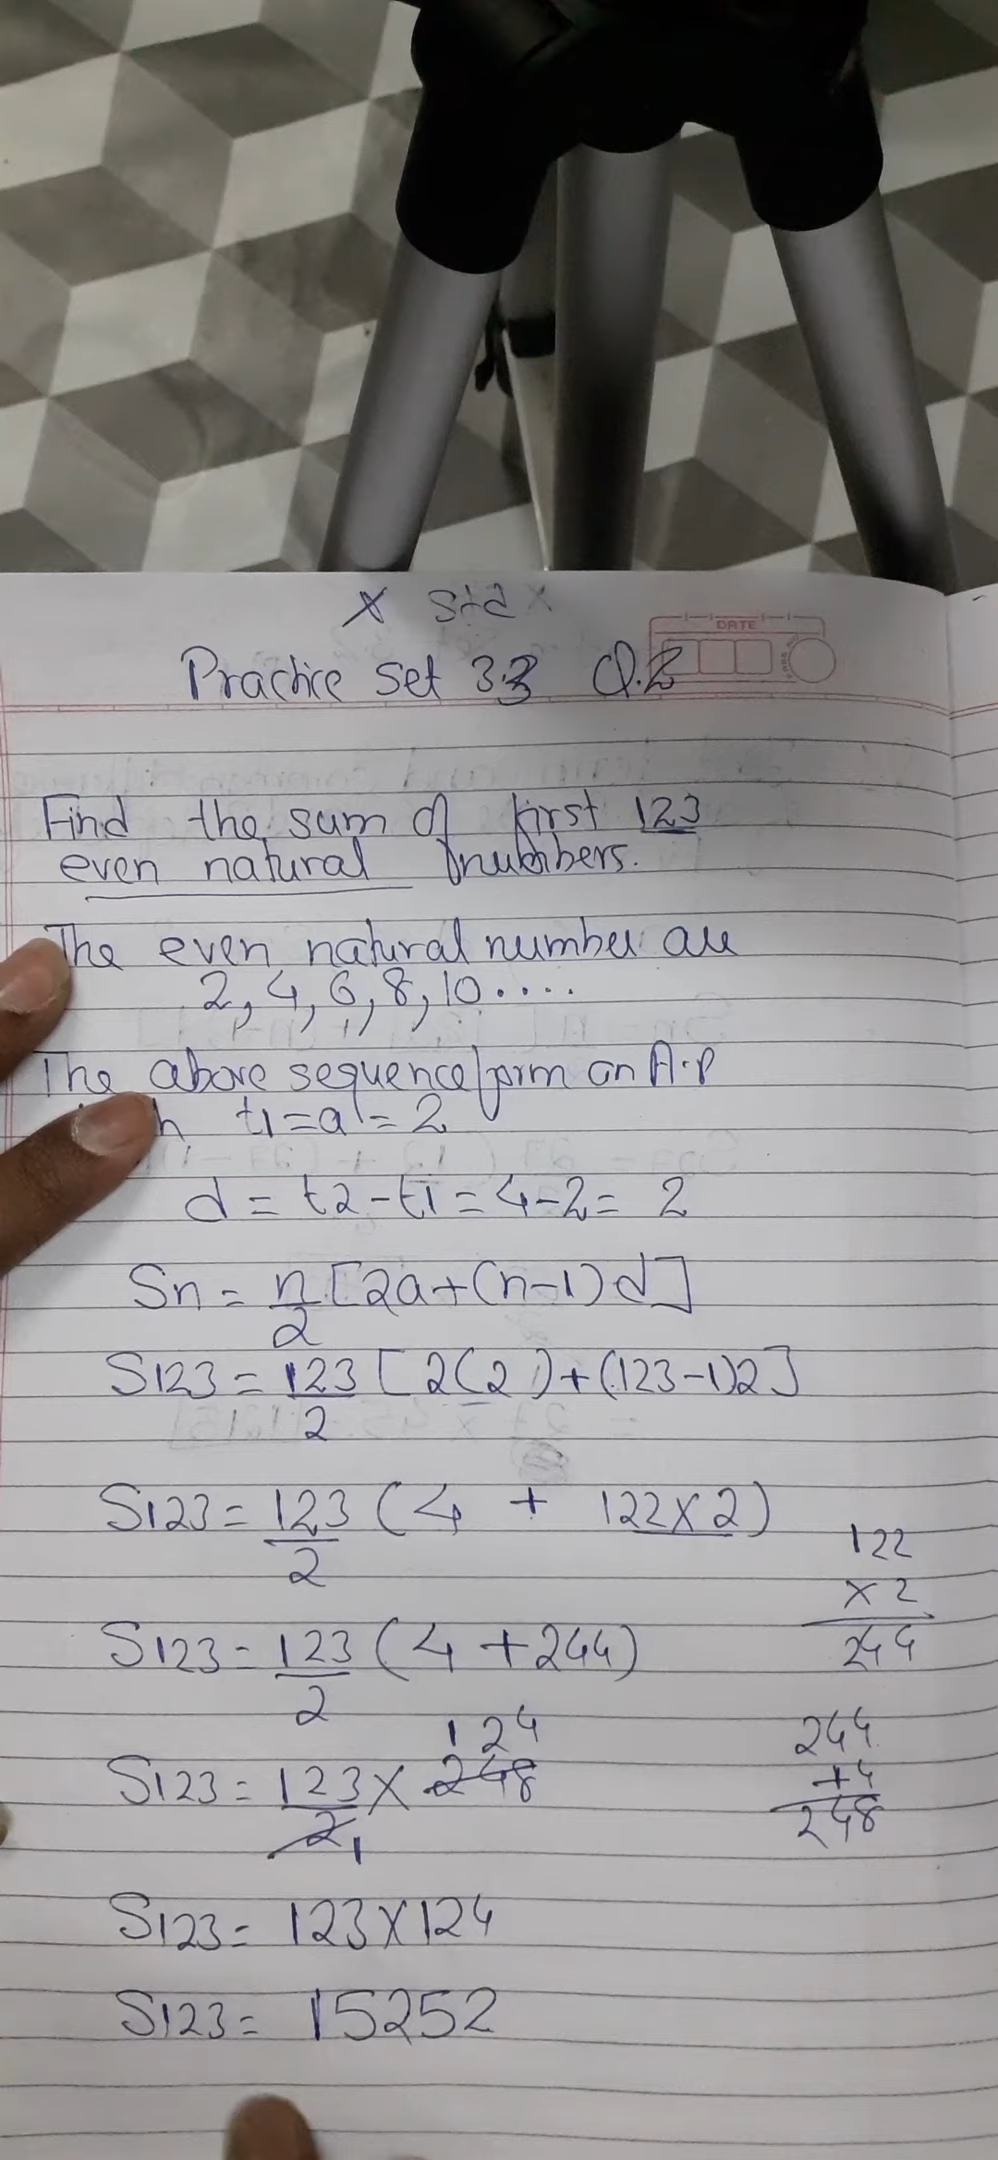 X Std
DATE
Practice Set 3.3 Q.2
Find the sum of first 123
even natural numbers.
The even natural number are
2, 4, 6, 8, 10....
The above sequence form an A.P
t1 = a = 2
d = t2 - t1 = 4 - 2 = 2
Sn = n/2 [2a + (n-1) d]
S123 = 123/2 [2(2) + (123-1)2]
S123 = 123/2 (4 + 122 x 2)
122
x 2
244
S123 = 123/2 (4 + 244)
124
S123 = 123/2 x 248
1
244
+4
248
S123 = 123 x 124
S123 = 15252